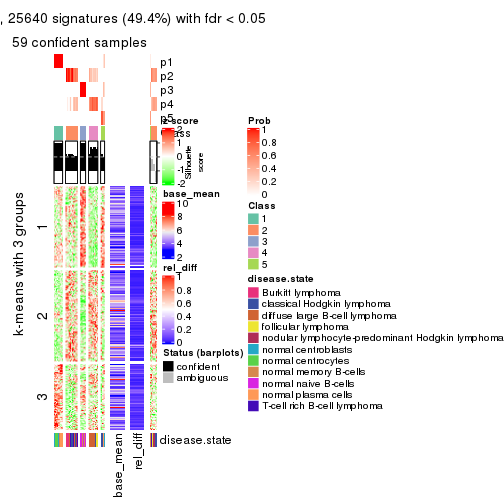 , 25640 signatures (49.4%) with fdr < 0.05
59 confident samples
p1
p2
p3
p4
p5
Class
Silhouette
score
k-means with 3 groups
1
2
3
base_mean
rel_diff
disease.state
z-score
2
1
0
-1
-2
base_mean
10
8
6
4
2
rel_diff
1
0.8
0.6
0.4
0.2
0
Status (barplots)
confident
ambiguous
Prob
1
0.8
0.6
0.4
0.2
0
Class
1
2
3
4
5
disease.state
Burkitt lymphoma
classical Hodgkin lymphoma
diffuse large B-cell lymphoma
follicular lymphoma
nodular lymphocyte-predominant Hodgkin lymphoma
normal centroblasts
normal centrocytes
normal memory B-cells
normal naive B-cells
normal plasma cells
T-cell rich B-cell lymphoma